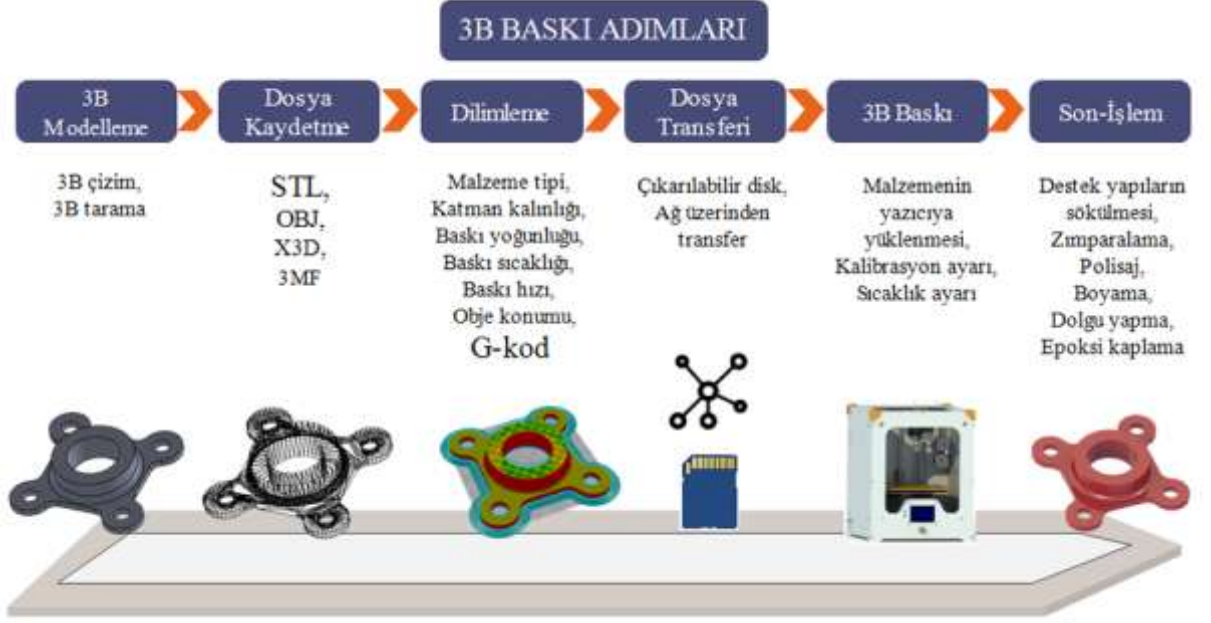 3B BASKI ADIMLARI
3B
Modelleme
Dosya
Kaydetme
Dilimleme
Dosya
Transferi
3B Baskı
Son-İşlem
3B çizim,
3B tarama
STL,
OBJ,
X3D,
3MF
Malzeme tipi,
Katman kalınlığı,
Baskı yoğunluğu,
Baskı sıcaklığı,
Baskı hızı,
Obje konumu,
G-kod
Çıkarılabilir disk,
Ağ üzerinden
transfer
Malzemenin
yazıcıya
yüklenmesi,
Kalibrasyon ayarı,
Sıcaklık ayarı
Destek yapıların
sökülmesi,
Zımparalama,
Polisaj,
Boyama,
Dolgu yapma,
Epoksi kaplama